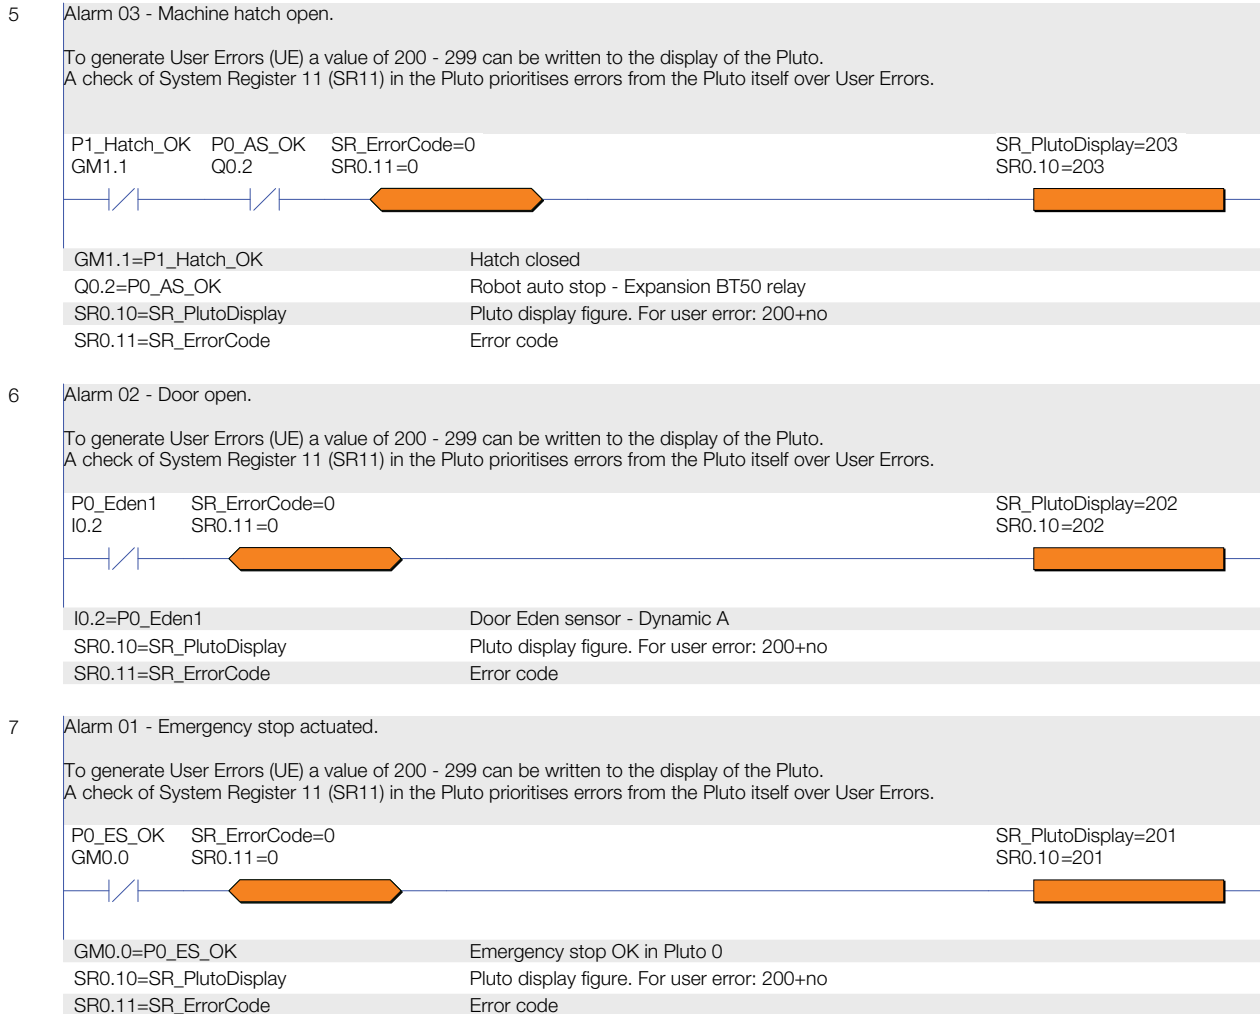 5 Alarm 03 - Machine hatch open.
To generate User Errors (UE) a value of 200 - 299 can be written to the display of the Pluto.
A check of System Register 11 (SR11) in the Pluto prioritises errors from the Pluto itself over User Errors.
P1_Hatch_OK P0_AS_OK SR_ErrorCode=0 SR_PlutoDisplay=203
GM1.1 Q0.2 SR0.11=0 SR0.10=203
GM1.1=P1_Hatch_OK Hatch closed
Q0.2=P0_AS_OK Robot auto stop - Expansion BT50 relay
SR0.10=SR_PlutoDisplay Pluto display figure. For user error: 200+no
SR0.11=SR_ErrorCode Error code
6 Alarm 02 - Door open.
To generate User Errors (UE) a value of 200 - 299 can be written to the display of the Pluto.
A check of System Register 11 (SR11) in the Pluto prioritises errors from the Pluto itself over User Errors.
P0_Eden1 SR_ErrorCode=0 SR_PlutoDisplay=202
I0.2 SR0.11=0 SR0.10=202
I0.2=P0_Eden1 Door Eden sensor - Dynamic A
SR0.10=SR_PlutoDisplay Pluto display figure. For user error: 200+no
SR0.11=SR_ErrorCode Error code
7 Alarm 01 - Emergency stop actuated.
To generate User Errors (UE) a value of 200 - 299 can be written to the display of the Pluto.
A check of System Register 11 (SR11) in the Pluto prioritises errors from the Pluto itself over User Errors.
P0_ES_OK SR_ErrorCode=0 SR_PlutoDisplay=201
GM0.0 SR0.11=0 SR0.10=201
GM0.0=P0_ES_OK Emergency stop OK in Pluto 0
SR0.10=SR_PlutoDisplay Pluto display figure. For user error: 200+no
SR0.11=SR_ErrorCode Error code